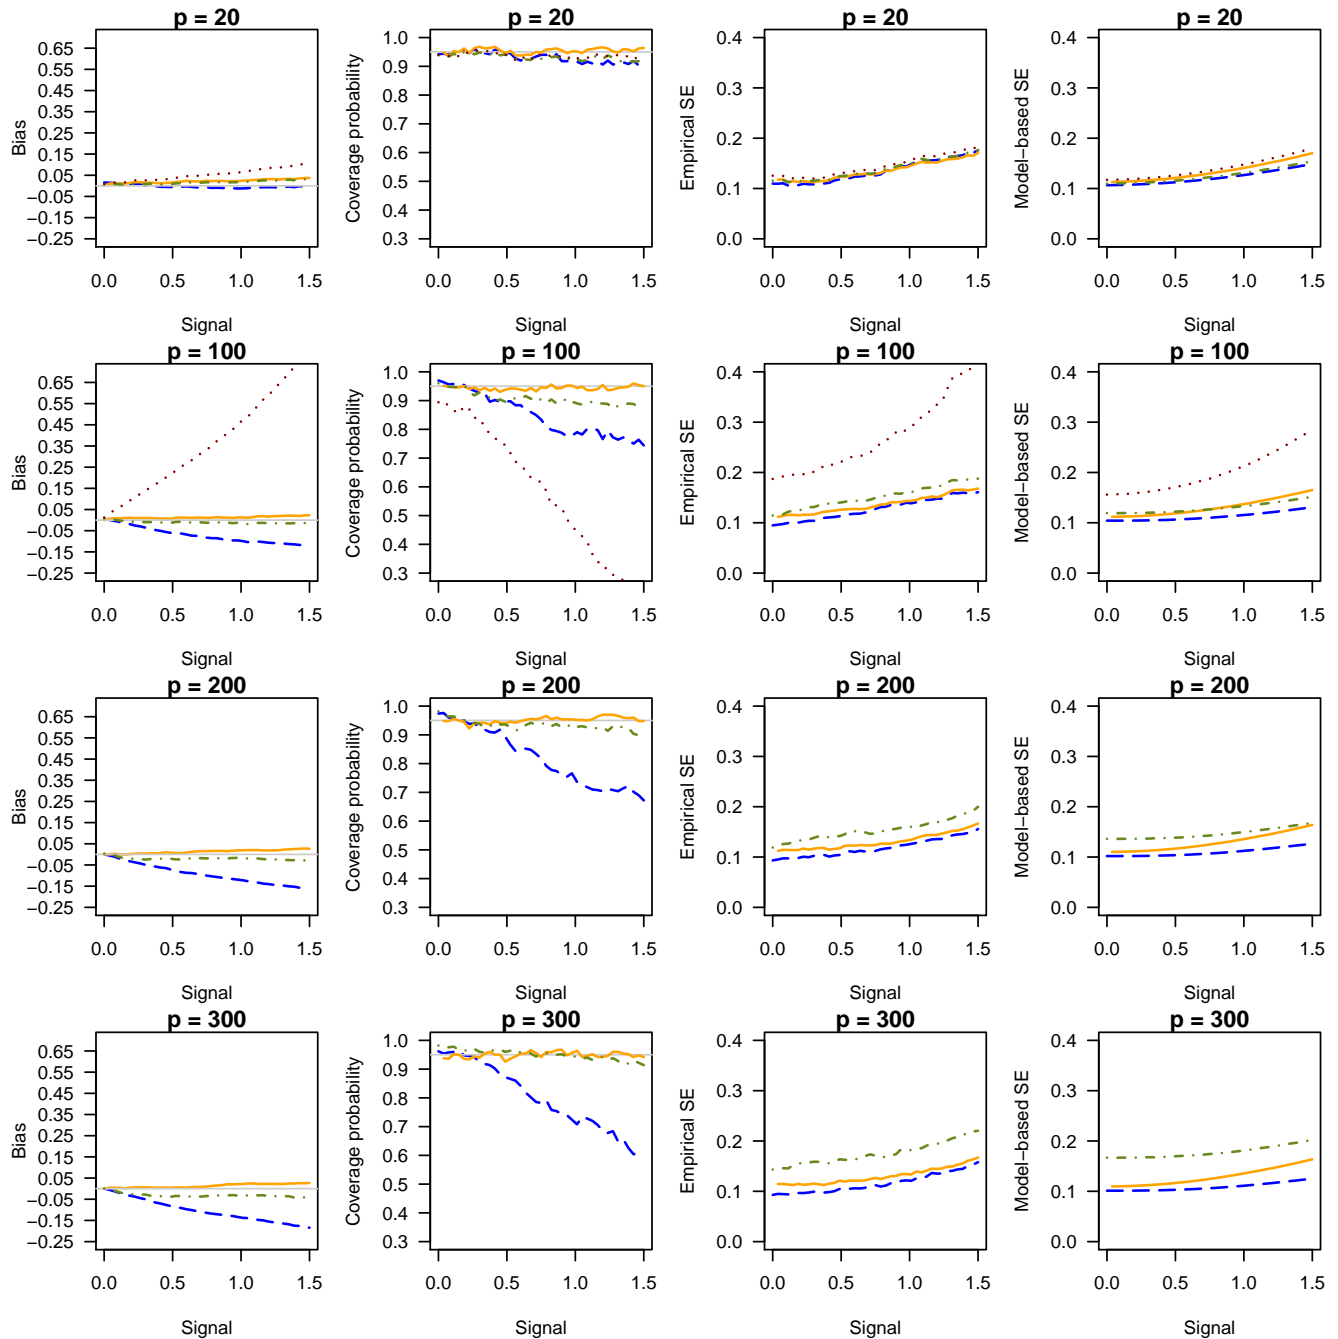 p = 20
p = 20
p = 20
p = 20
Bias
0.65
0.55
0.45
0.35
0.25
0.15
0.05
−0.05
−0.15
−0.25
0.0 0.5 1.0 1.5
Signal
Coverage probability
1.0
0.9
0.8
0.7
0.6
0.5
0.4
0.3
0.0 0.5 1.0 1.5
Signal
Empirical SE
0.4
0.3
0.2
0.1
0.0
0.0 0.5 1.0 1.5
Signal
Model−based SE
0.4
0.3
0.2
0.1
0.0
0.0 0.5 1.0 1.5
Signal
p = 100
p = 100
p = 100
p = 100
Bias
0.65
0.55
0.45
0.35
0.25
0.15
0.05
−0.05
−0.15
−0.25
0.0 0.5 1.0 1.5
Signal
Coverage probability
1.0
0.9
0.8
0.7
0.6
0.5
0.4
0.3
0.0 0.5 1.0 1.5
Signal
Empirical SE
0.4
0.3
0.2
0.1
0.0
0.0 0.5 1.0 1.5
Signal
Model−based SE
0.4
0.3
0.2
0.1
0.0
0.0 0.5 1.0 1.5
Signal
p = 200
p = 200
p = 200
p = 200
Bias
0.65
0.55
0.45
0.35
0.25
0.15
0.05
−0.05
−0.15
−0.25
0.0 0.5 1.0 1.5
Signal
Coverage probability
1.0
0.9
0.8
0.7
0.6
0.5
0.4
0.3
0.0 0.5 1.0 1.5
Signal
Empirical SE
0.4
0.3
0.2
0.1
0.0
0.0 0.5 1.0 1.5
Signal
Model−based SE
0.4
0.3
0.2
0.1
0.0
0.0 0.5 1.0 1.5
Signal
p = 300
p = 300
p = 300
p = 300
Bias
0.65
0.55
0.45
0.35
0.25
0.15
0.05
−0.05
−0.15
−0.25
0.0 0.5 1.0 1.5
Signal
Coverage probability
1.0
0.9
0.8
0.7
0.6
0.5
0.4
0.3
0.0 0.5 1.0 1.5
Signal
Empirical SE
0.4
0.3
0.2
0.1
0.0
0.0 0.5 1.0 1.5
Signal
Model−based SE
0.4
0.3
0.2
0.1
0.0
0.0 0.5 1.0 1.5
Signal